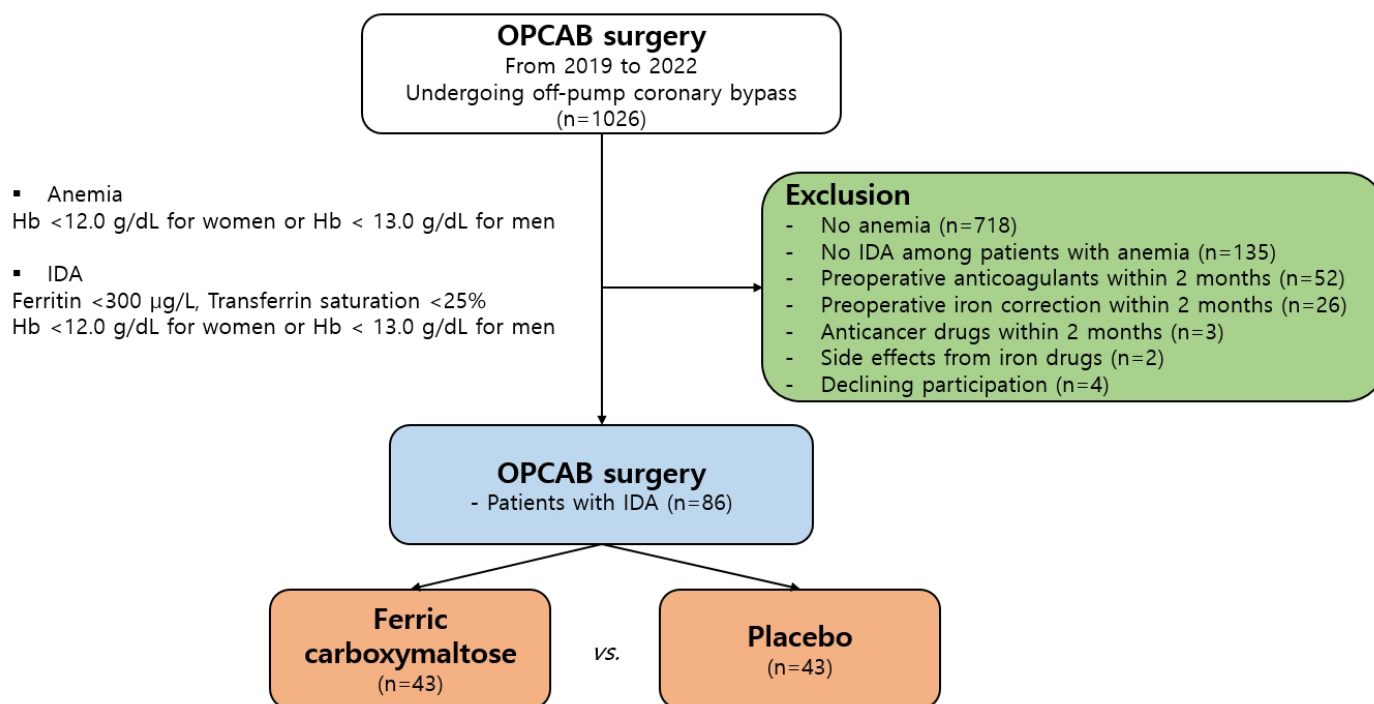 OPCAB surgery
From 2019 to 2022
Undergoing off-pump coronary bypass
(n=1026)
▪ Anemia
Hb <12.0 g/dL for women or Hb < 13.0 g/dL for men
▪ IDA
Ferritin <300 µg/L, Transferrin saturation <25%
Hb <12.0 g/dL for women or Hb < 13.0 g/dL for men
Exclusion
- No anemia (n=718)
- No IDA among patients with anemia (n=135)
- Preoperative anticoagulants within 2 months (n=52)
- Preoperative iron correction within 2 months (n=26)
- Anticancer drugs within 2 months (n=3)
- Side effects from iron drugs (n=2)
- Declining participation (n=4)
OPCAB surgery
- Patients with IDA (n=86)
Ferric
carboxymaltose
(n=43)
vs.
Placebo
(n=43)